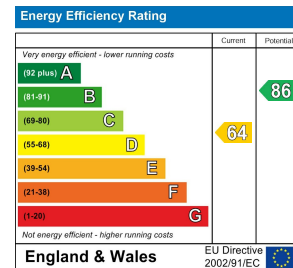 Energy Efficiency Rating
Current Potential
Very energy efficient - lower running costs
(92 plus) A
(81-91) B
86
(69-80) C
64
(55-68) D
(39-54) E
(21-38) F
(1-20) G
Not energy efficient - higher running costs
England & Wales
EU Directive
2002/91/EC